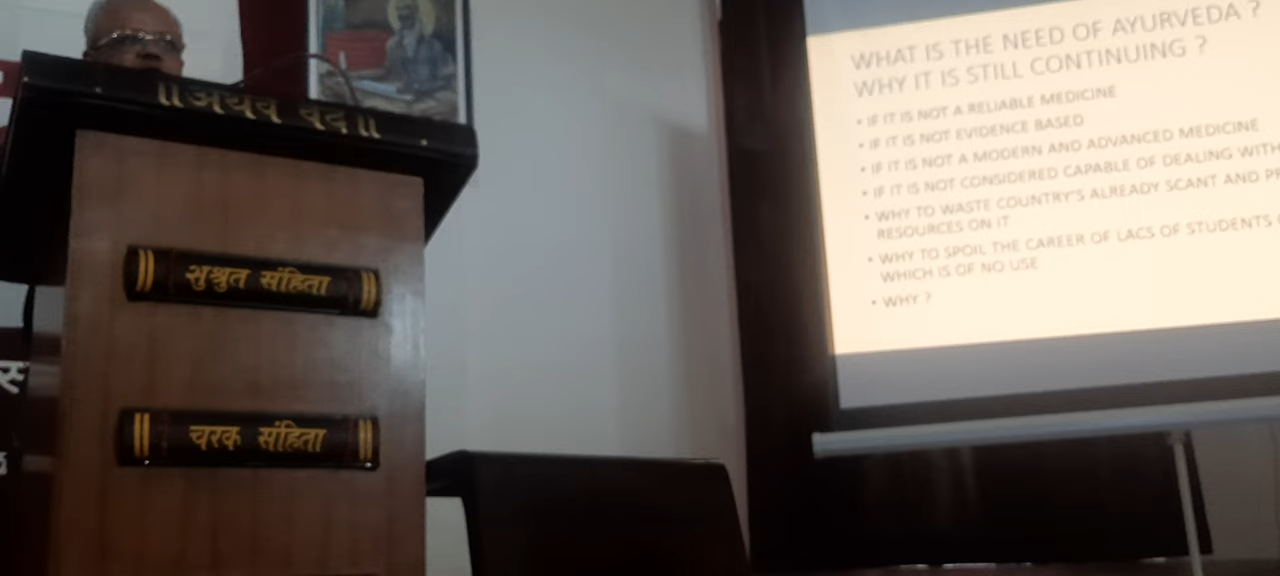 ॥अथर्व वेद॥
सुश्रुत संहिता
चरक संहिता
WHAT IS THE NEED OF AYURVEDA ?
WHY IT IS STILL CONTINUING ?
• IF IT IS NOT A RELIABLE MEDICINE
• IF IT IS NOT EVIDENCE BASED
• IF IT IS NOT A MODERN AND ADVANCED MEDICINE
• IF IT IS NOT CONSIDERED CAPABLE OF DEALING WITH
• WHY TO WASTE COUNTRY'S ALREADY SCANT AND
RESOURCES ON IT
• WHY TO SPOIL THE CAREER OF LACS OF STUDENTS
WHICH IS OF NO USE
• WHY ?